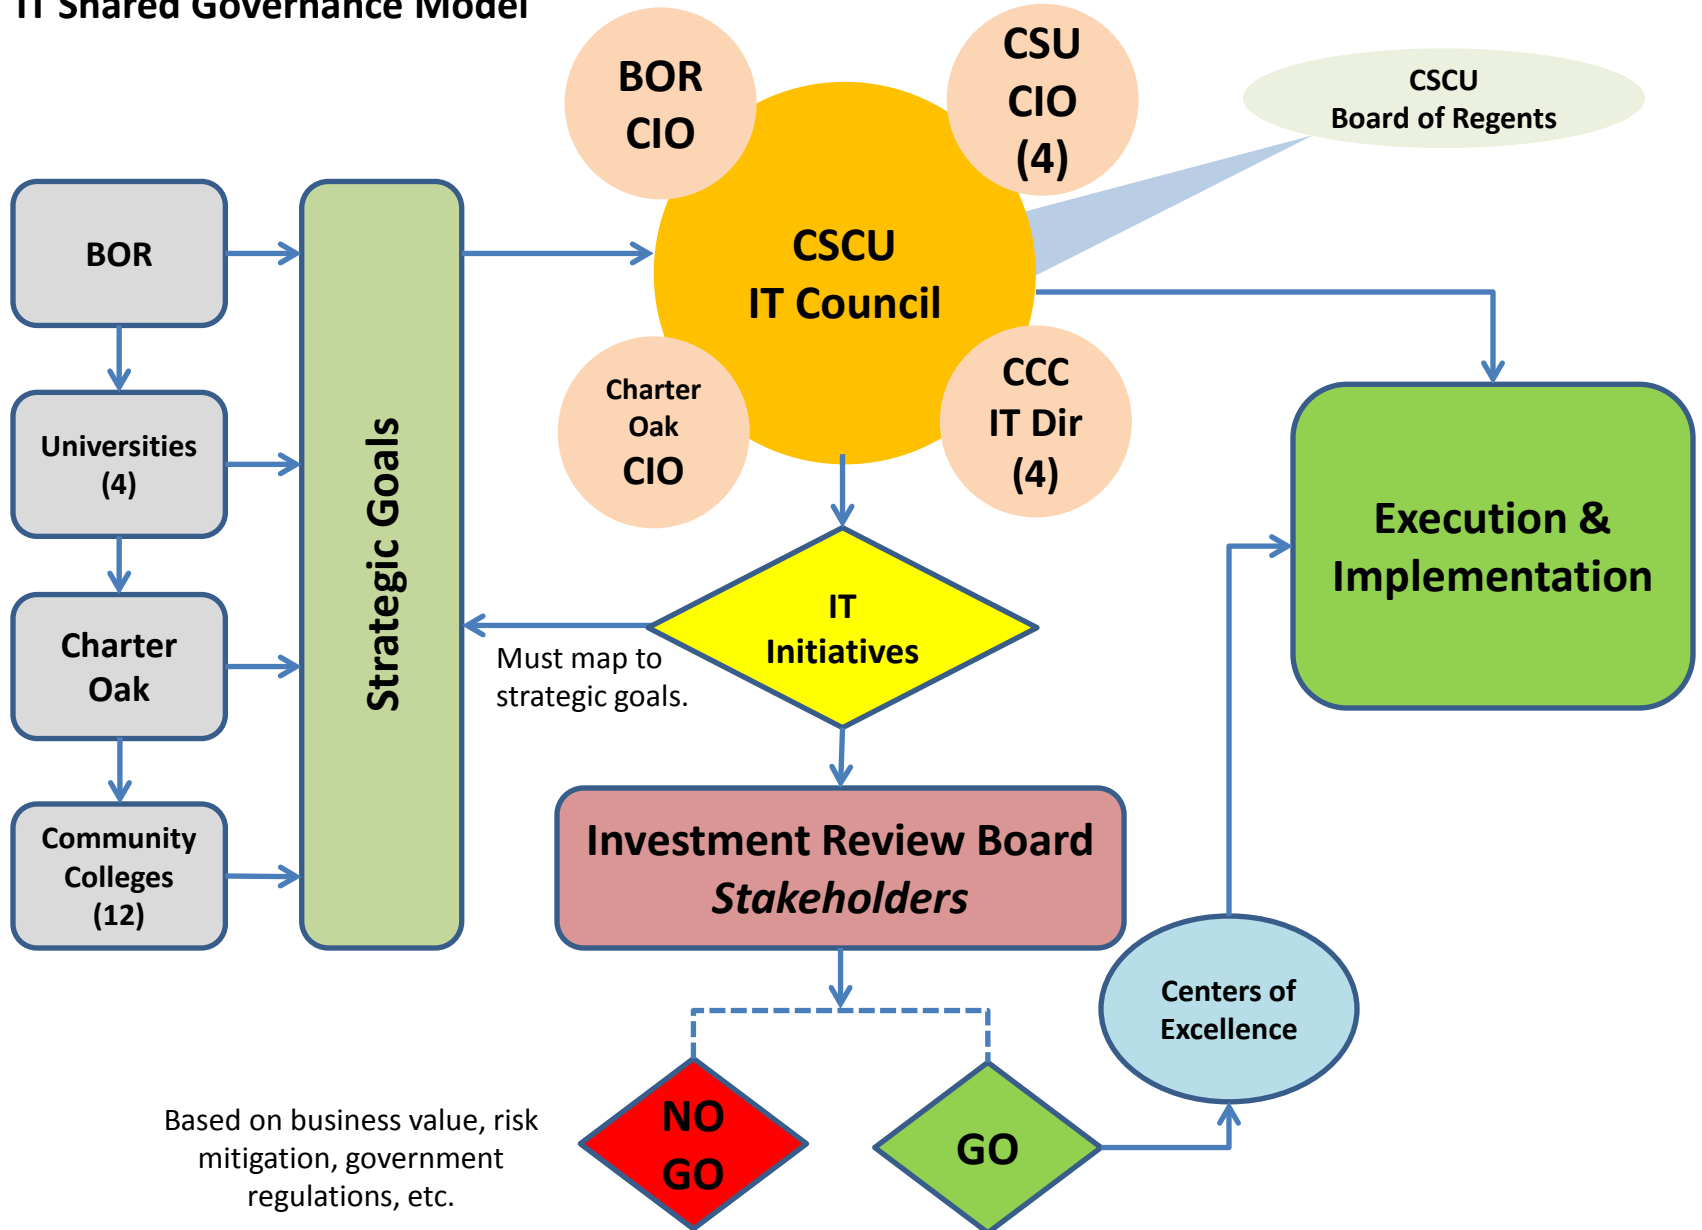 IT Shared Governance Model
BOR
CIO
CSU
CIO
(4)
CSCU
Board of Regents
BOR
CSCU
IT Council
Charter
Oak
CIO
CCC
IT Dir
(4)
Universities
(4)
Strategic Goals
Execution &
Implementation
IT
Initiatives
Must map to
strategic goals.
Charter
Oak
Community
Colleges
(12)
Investment Review Board
Stakeholders
Centers of
Excellence
NO
GO
GO
Based on business value, risk
mitigation, government
regulations, etc.